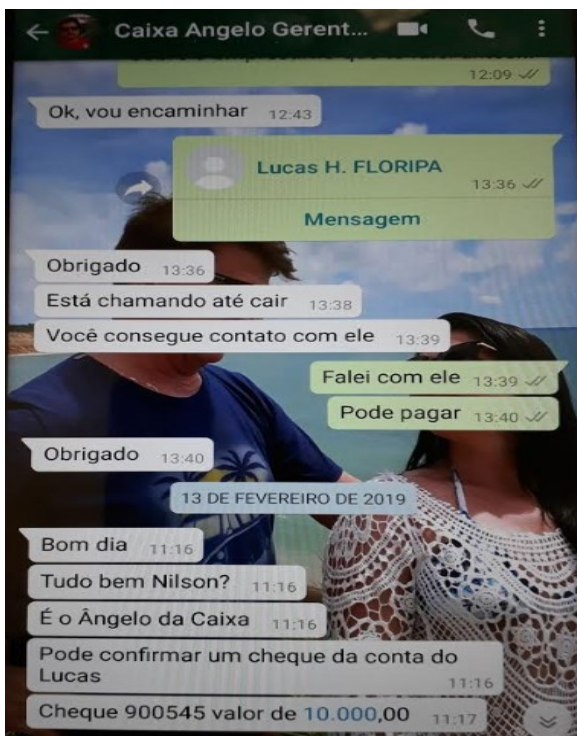 Caixa Angelo Gerent...
12:09
Ok, vou encaminhar 12:43
Lucas H. FLORIPA
13:36
Mensagem
Obrigado 13:36
Está chamando até cair 13:38
Você consegue contato com ele 13:39
Falei com ele 13:39
Pode pagar 13:40
Obrigado 13:40
13 DE FEVEREIRO DE 2019
Bom dia 11:16
Tudo bem Nilson? 11:16
É o Ângelo da Caixa 11:16
Pode confirmar um cheque da conta do
Lucas 11:16
Cheque 900545 valor de 10.000,00 11:17